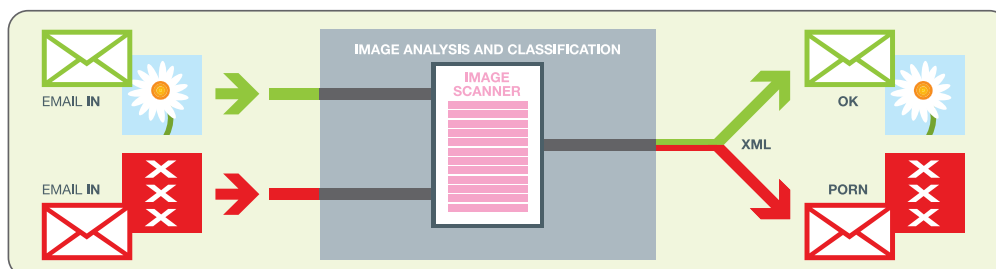 IMAGE ANALYSIS AND CLASSIFICATION
EMAIL IN
IMAGE
SCANNER
OK
XML
EMAIL IN
X
X
X
PORN
X
X
X